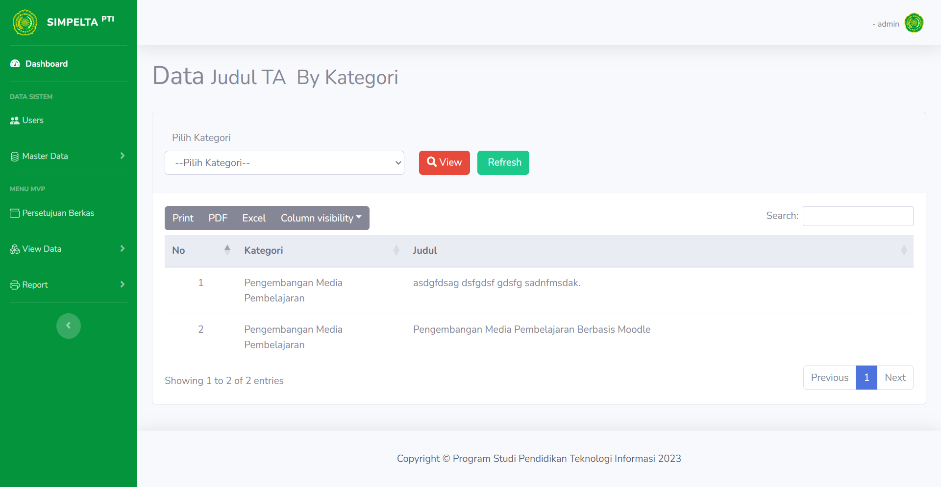 SIMPELTA PTI
- admin
Dashboard
DATA SISTEM
Users
Master Data
MENU MVP
Persetujuan Berkas
View Data
Report
Data Judul TA By Kategori
Pilih Kategori
--Pilih Kategori--
View
Refresh
Print PDF Excel Column visibility
Search:
No Kategori Judul
1 Pengembangan Media Pembelajaran asdgfdsag dsfgdsf gdsfg sadnfmsdak.
2 Pengembangan Media Pembelajaran Pengembangan Media Pembelajaran Berbasis Moodle
Showing 1 to 2 of 2 entries
Previous 1 Next
Copyright © Program Studi Pendidikan Teknologi Informasi 2023